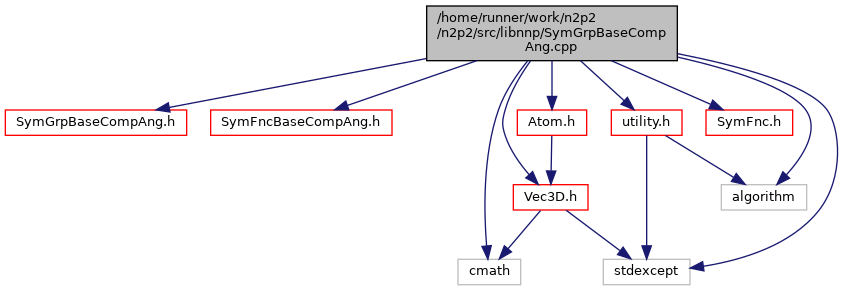 /home/runner/work/n2p2
/n2p2/src/libnnp/SymGrpBaseComp
Ang.cpp
SymGrpBaseCompAng.h
SymFncBaseCompAng.h
Atom.h
utility.h
SymFnc.h
Vec3D.h
algorithm
cmath
stdexcept